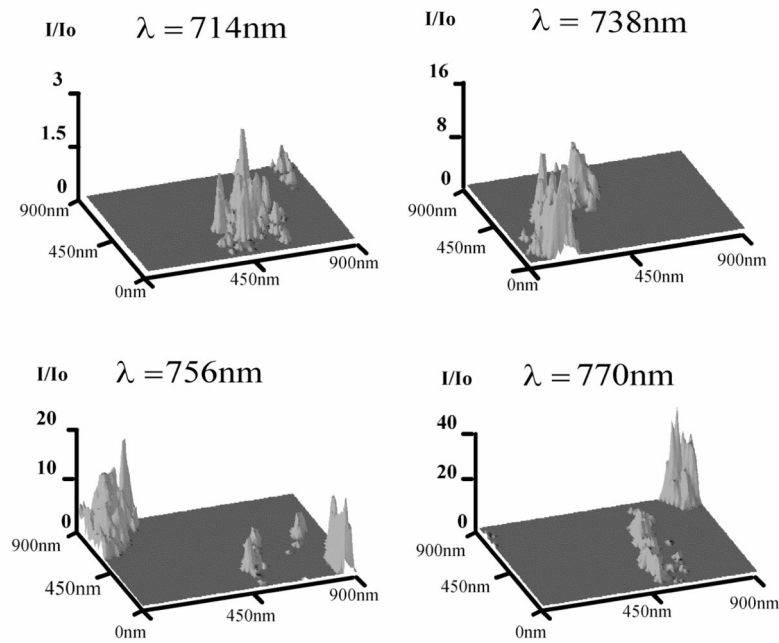 I/Io
λ = 714nm
3
1.5
0
900nm
450nm
0nm
450nm
900nm
I/Io
λ = 738nm
16
8
0
900nm
450nm
0nm
450nm
900nm
I/Io
λ =756nm
20
10
0
900nm
450nm
0nm
450nm
900nm
I/Io
λ =770nm
40
20
0
900nm
450nm
0nm
450nm
900nm